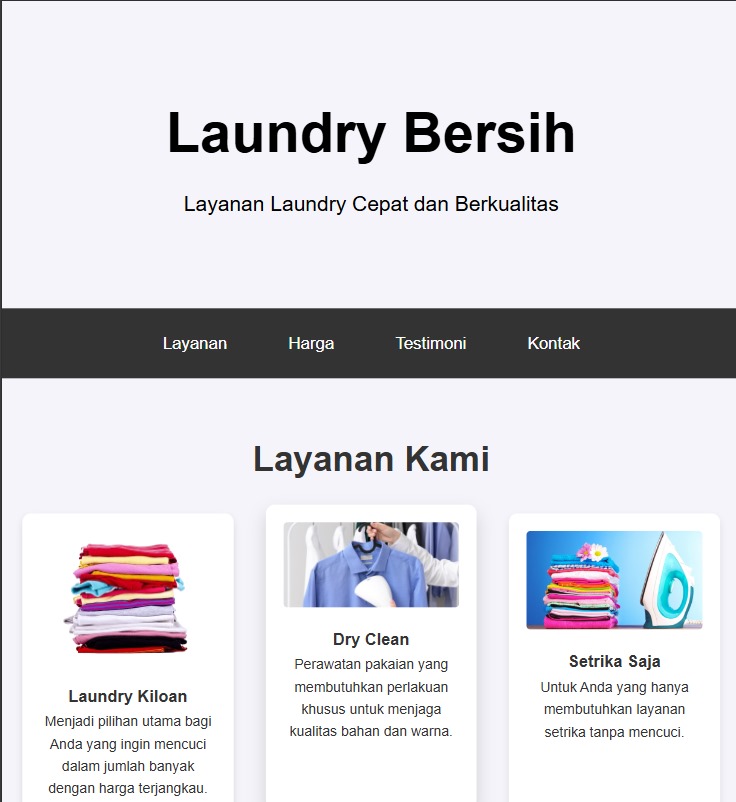 Laundry Bersih
Layanan Laundry Cepat dan Berkualitas
Layanan Harga Testimoni Kontak
Layanan Kami
Laundry Kiloan
Menjadi pilihan utama bagi
Anda yang ingin mencuci
dalam jumlah banyak
dengan harga terjangkau.
Dry Clean
Perawatan pakaian yang
membutuhkan perlakuan
khusus untuk menjaga
kualitas bahan dan warna.
Setrika Saja
Untuk Anda yang hanya
membutuhkan layanan
setrika tanpa mencuci.